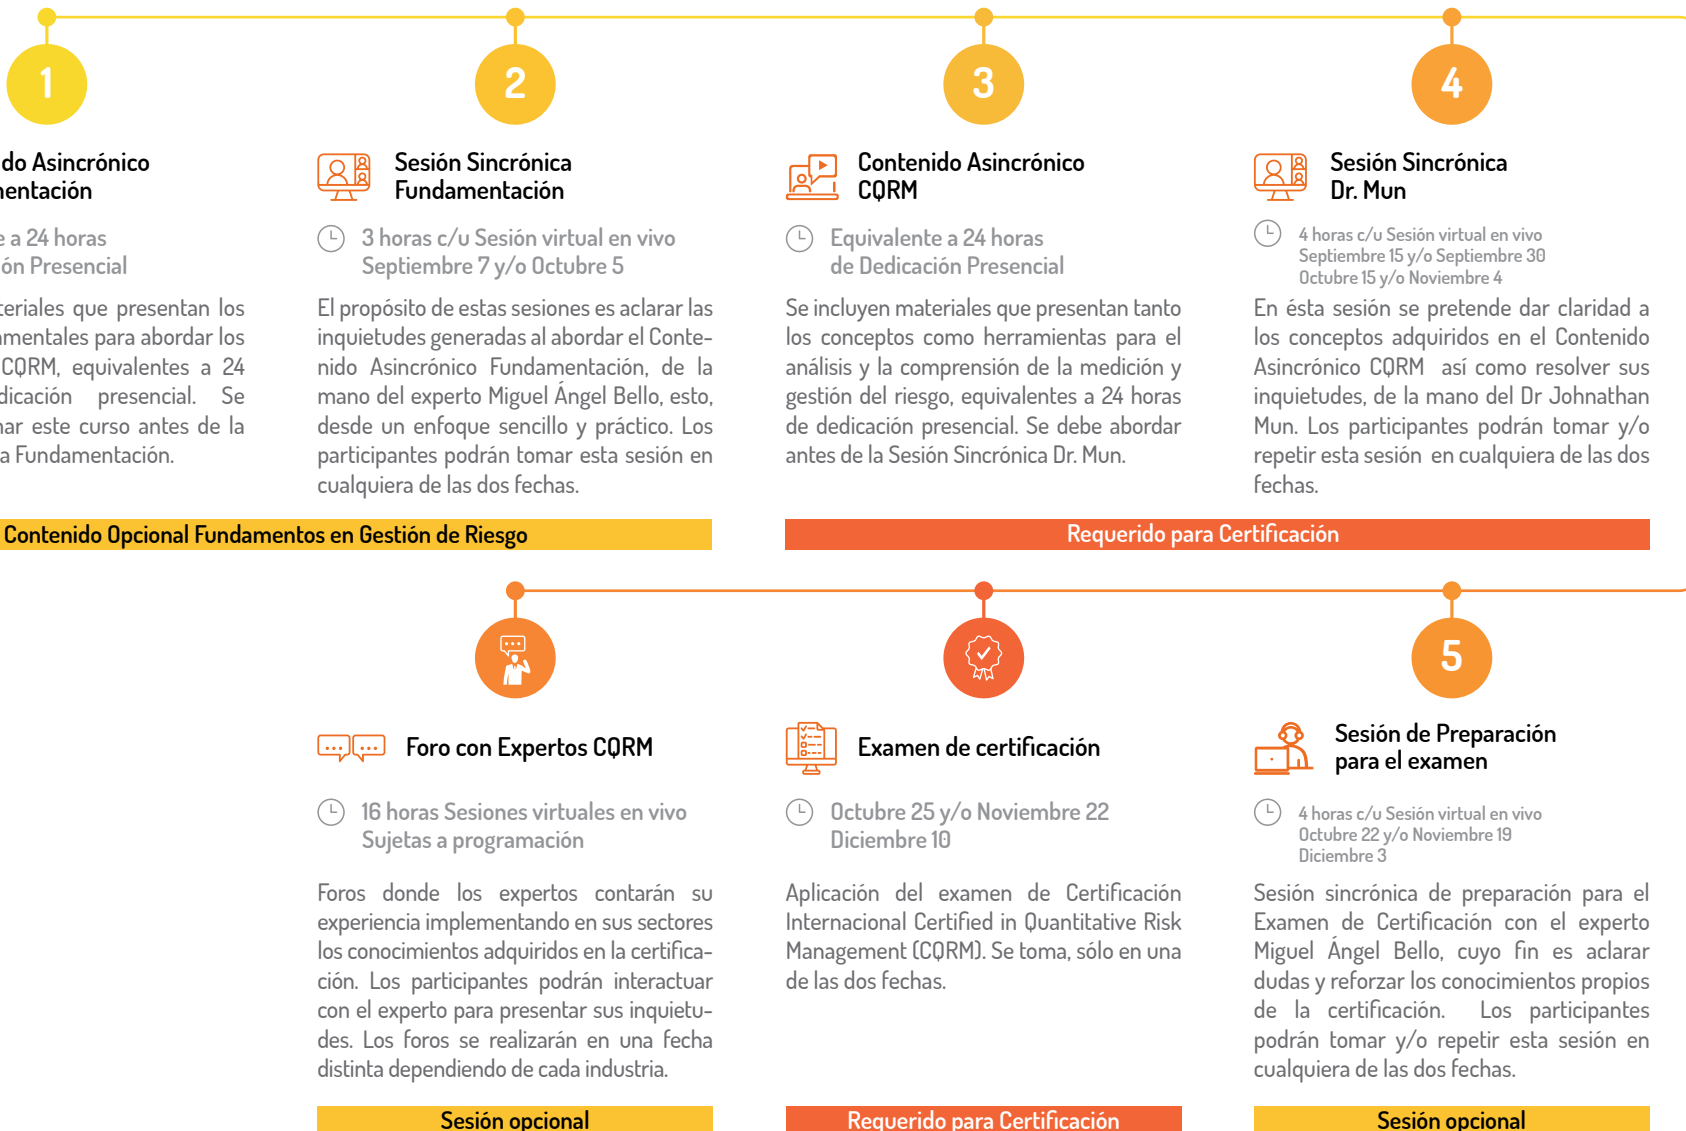 1
do Asincrónico
mentación
e a 24 horas
ón Presencial
teriales que presentan los
amentales para abordar los
CQRM, equivalentes a 24
dicación presencial. Se
nar este curso antes de la
a Fundamentación.
2
Sesión Sincrónica
Fundamentación
3 horas c/u Sesión virtual en vivo
Septiembre 7 y/o Octubre 5
El propósito de estas sesiones es aclarar las
inquietudes generadas al abordar el Conte-
nido Asincrónico Fundamentación, de la
mano del experto Miguel Ángel Bello, esto,
desde un enfoque sencillo y práctico. Los
participantes podrán tomar esta sesión en
cualquiera de las dos fechas.
Contenido Opcional Fundamentos en Gestión de Riesgo
3
Contenido Asincrónico
CQRM
Equivalente a 24 horas
de Dedicación Presencial
Se incluyen materiales que presentan tanto
los conceptos como herramientas para el
análisis y la comprensión de la medición y
gestión del riesgo, equivalentes a 24 horas
de dedicación presencial. Se debe abordar
antes de la Sesión Sincrónica Dr. Mun.
4
Sesión Sincrónica
Dr. Mun
4 horas c/u Sesión virtual en vivo
Septiembre 15 y/o Septiembre 30
Octubre 15 y/o Noviembre 4
En ésta sesión se pretende dar claridad a
los conceptos adquiridos en el Contenido
Asincrónico CQRM así como resolver sus
inquietudes, de la mano del Dr Johnathan
Mun. Los participantes podrán tomar y/o
repetir esta sesión en cualquiera de las dos
fechas.
Requerido para Certificación
Foro con Expertos CQRM
16 horas Sesiones virtuales en vivo
Sujetas a programación
Foros donde los expertos contarán su
experiencia implementando en sus sectores
los conocimientos adquiridos en la certifica-
ción. Los participantes podrán interactuar
con el experto para presentar sus inquietu-
des. Los foros se realizarán en una fecha
distinta dependiendo de cada industria.
Sesión opcional
Examen de certificación
Octubre 25 y/o Noviembre 22
Diciembre 10
Aplicación del examen de Certificación
Internacional Certified in Quantitative Risk
Management (CQRM). Se toma, sólo en una
de las dos fechas.
Requerido para Certificación
5
Sesión de Preparación
para el examen
4 horas c/u Sesión virtual en vivo
Octubre 22 y/o Noviembre 19
Diciembre 3
Sesión sincrónica de preparación para el
Examen de Certificación con el experto
Miguel Ángel Bello, cuyo fin es aclarar
dudas y reforzar los conocimientos propios
de la certificación. Los participantes
podrán tomar y/o repetir esta sesión en
cualquiera de las dos fechas.
Sesión opcional